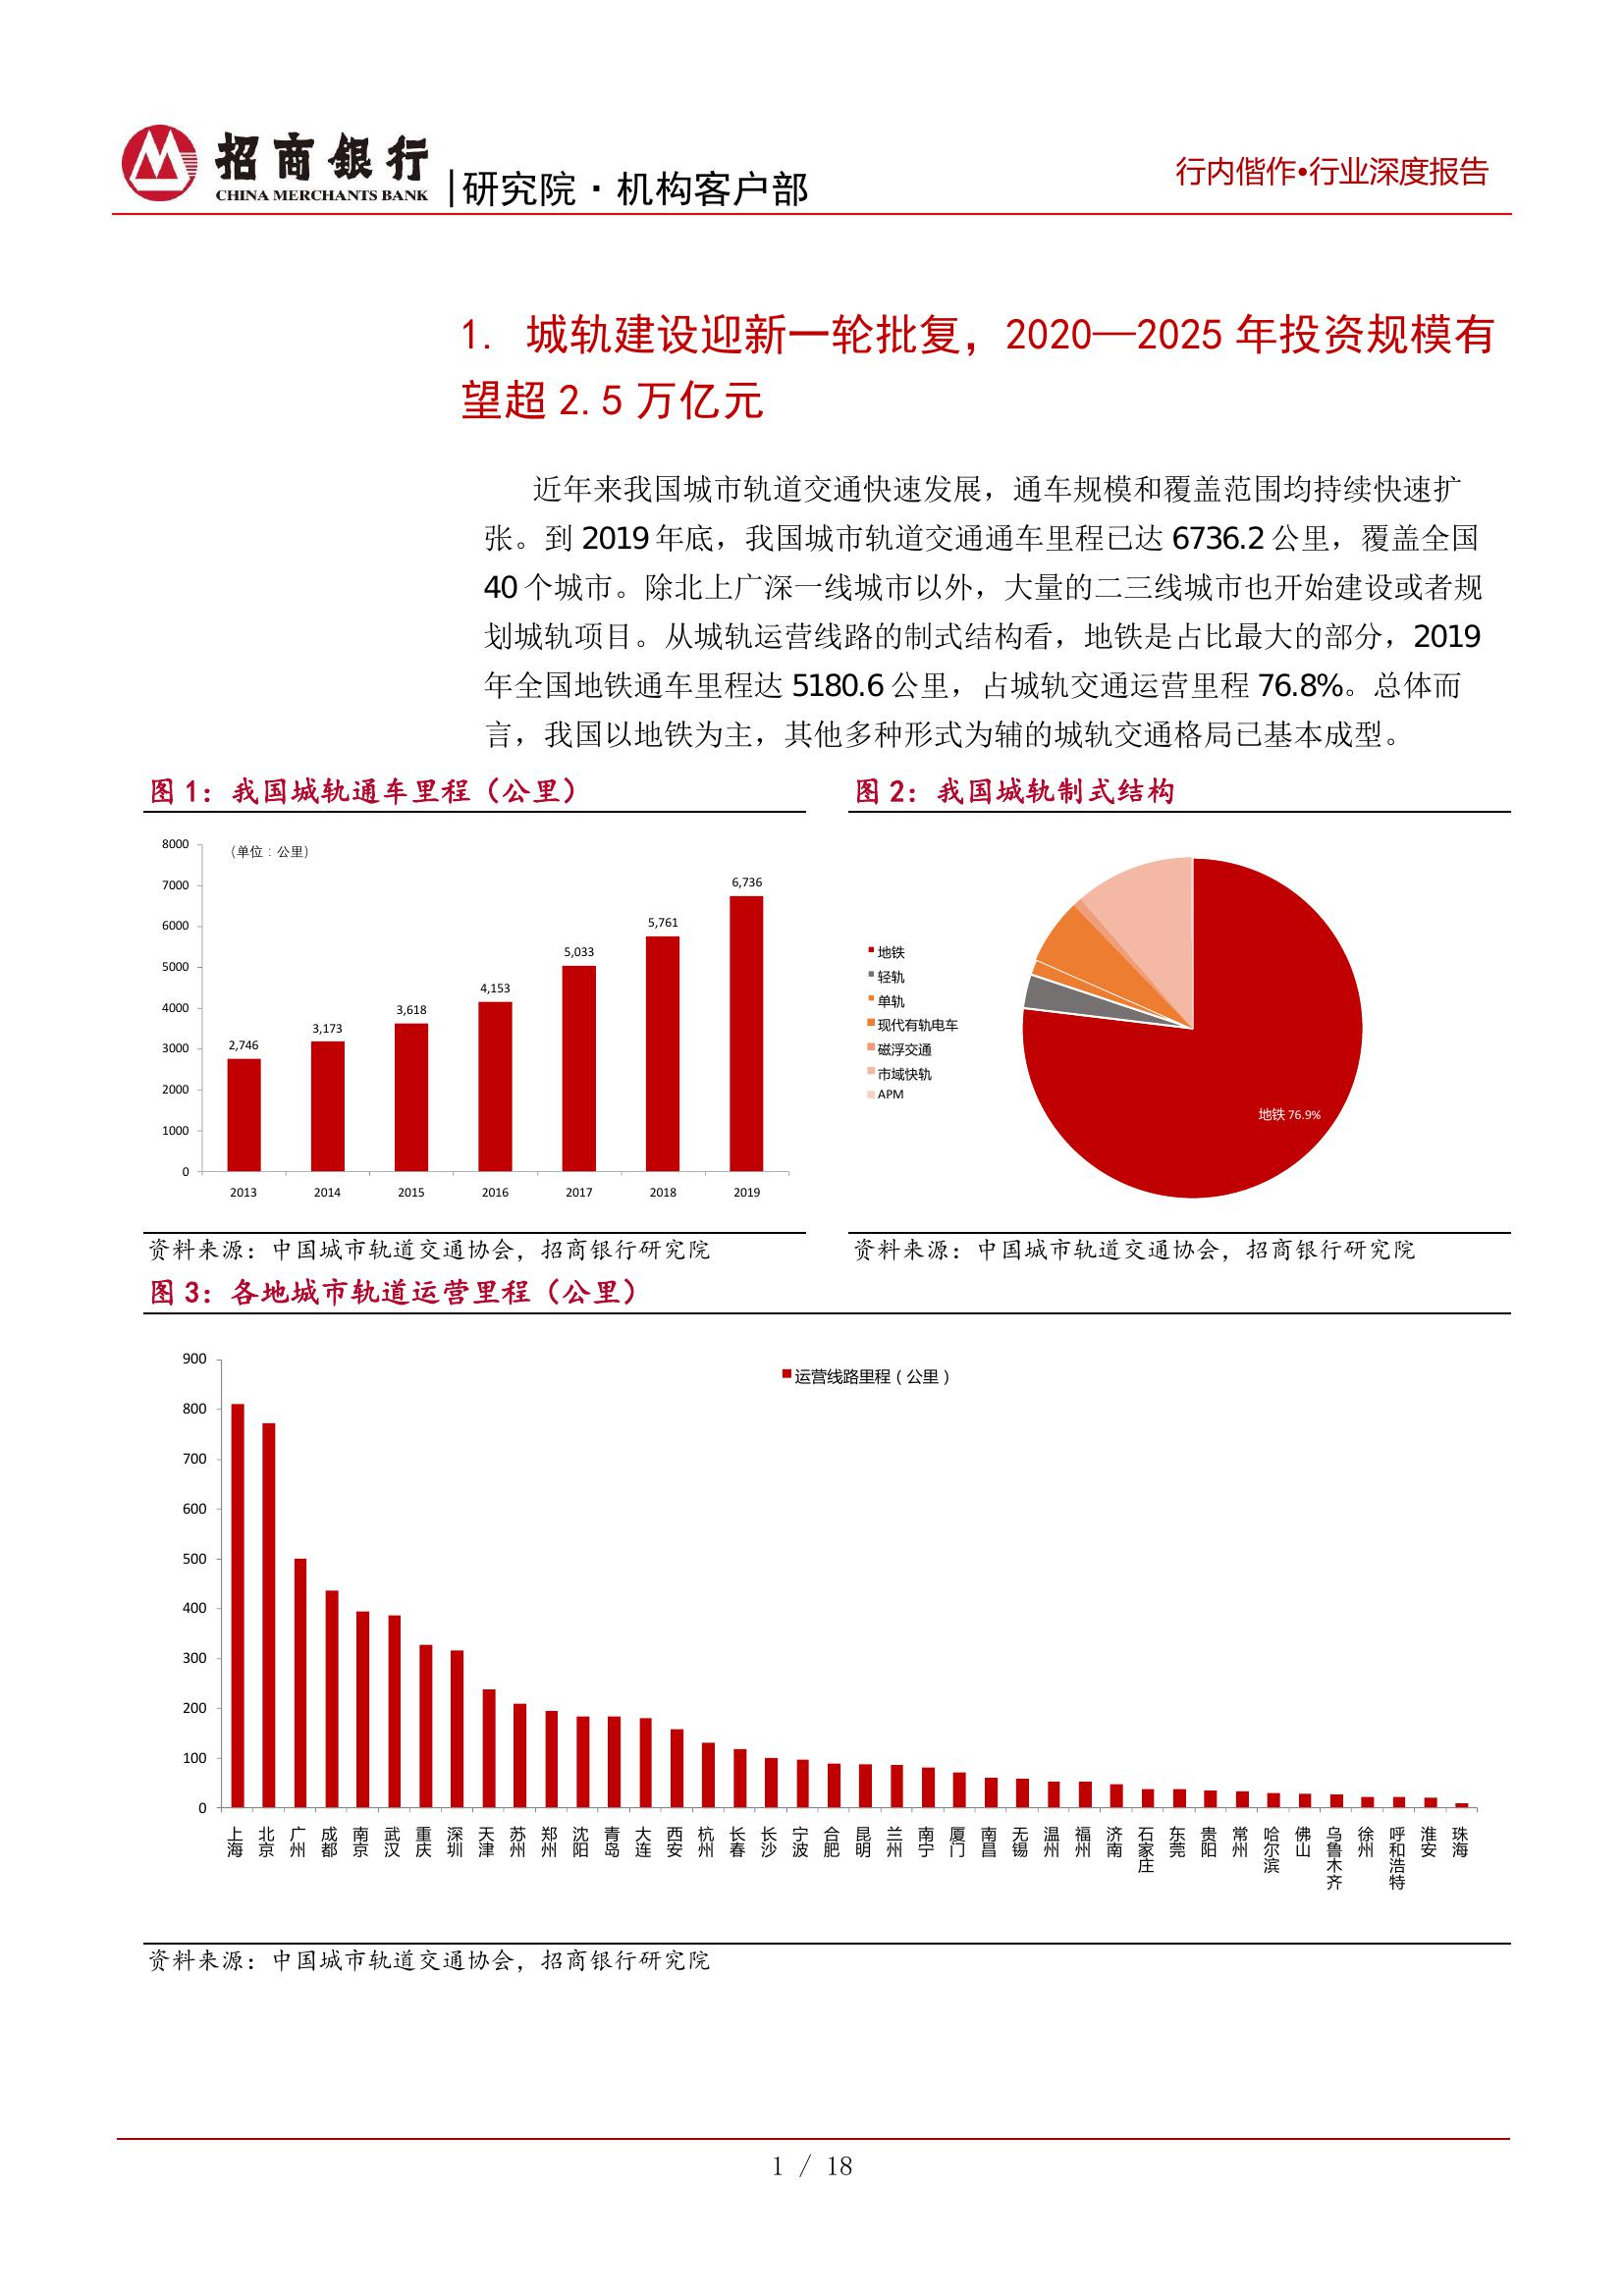 招商银行
CHINA MERCHANTS BANK
|研究院·机构客户部
行内偕作•行业深度报告
1. 城轨建设迎新一轮批复，2020—2025 年投资规模有
望超 2.5 万亿元
近年来我国城市轨道交通快速发展，通车规模和覆盖范围均持续快速扩
张。到 2019 年底，我国城市轨道交通通车里程已达 6736.2 公里，覆盖全国
40 个城市。除北上广深一线城市以外，大量的二三线城市也开始建设或者规
划城轨项目。从城轨运营线路的制式结构看，地铁是占比最大的部分，2019
年全国地铁通车里程达 5180.6 公里，占城轨交通运营里程 76.8%。总体而
言，我国以地铁为主，其他多种形式为辅的城轨交通格局已基本成型。
图 1：我国城轨通车里程（公里）
（单位：公里）
8000
7000
6000
5000
4000
3000
2000
1000
0
2,746
3,173
3,618
4,153
5,033
5,761
6,736
2013
2014
2015
2016
2017
2018
2019
资料来源：中国城市轨道交通协会，招商银行研究院
图 2：我国城轨制式结构
地铁
轻轨
单轨
现代有轨电车
磁浮交通
市域快轨
APM
地铁 76.9%
资料来源：中国城市轨道交通协会，招商银行研究院
图 3：各地城市轨道运营里程（公里）
运营线路里程（公里）
900
800
700
600
500
400
300
200
100
0
上海
北京
广州
成都
南京
武汉
重庆
深圳
天津
苏州
郑州
沈阳
青岛
大连
西安
杭州
长春
长沙
宁波
合肥
昆明
兰州
南宁
厦门
南昌
无锡
温州
福州
济南
石家庄
东莞
贵阳
常州
哈尔滨
佛山
乌鲁木齐
徐州
呼和浩特
淮安
珠海
资料来源：中国城市轨道交通协会，招商银行研究院
1 / 18